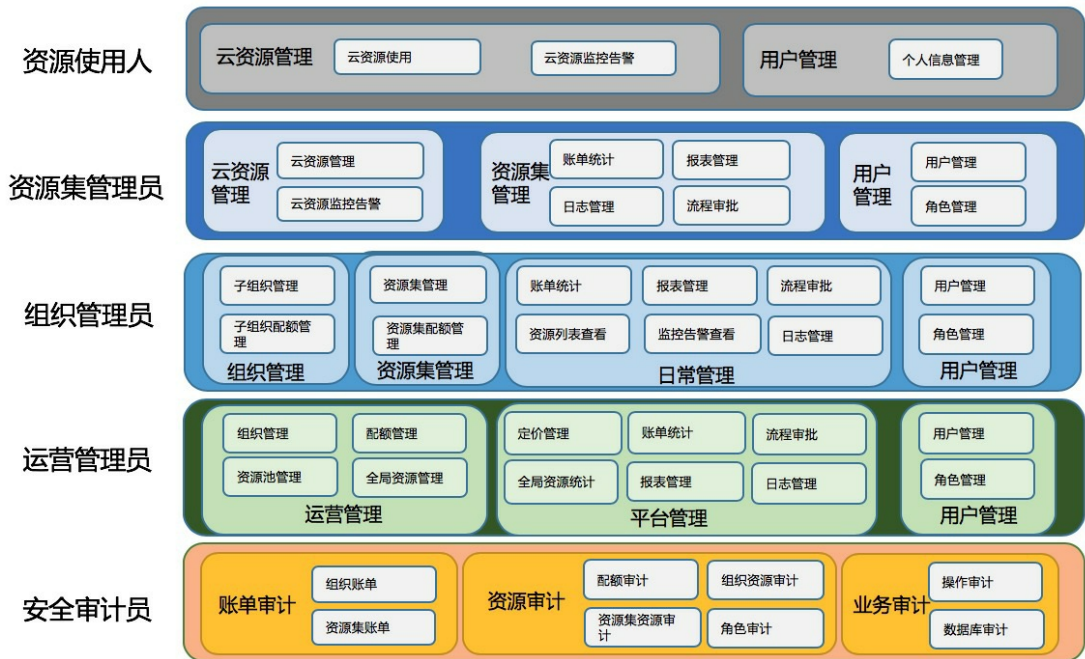 资源使用人
云资源管理
云资源使用
云资源监控告警
用户管理
个人信息管理
资源集管理员
云资源
管理
云资源管理
云资源监控告警
资源集
管理
账单统计
报表管理
日志管理
流程审批
用户
管理
用户管理
角色管理
组织管理员
子组织管理
子组织配额管
理
组织管理
资源集管理
资源集配额管
理
资源集管理
账单统计
报表管理
流程审批
资源列表查看
监控告警查看
日志管理
日常管理
用户管理
角色管理
用户管理
运营管理员
组织管理
配额管理
资源池管理
全局资源管理
运营管理
定价管理
账单统计
流程审批
全局资源统计
报表管理
日志管理
平台管理
用户管理
角色管理
用户管理
安全审计员
账单审计
组织账单
资源集账单
资源审计
配额审计
组织资源审计
资源集资源审
计
角色审计
业务审计
操作审计
数据库审计